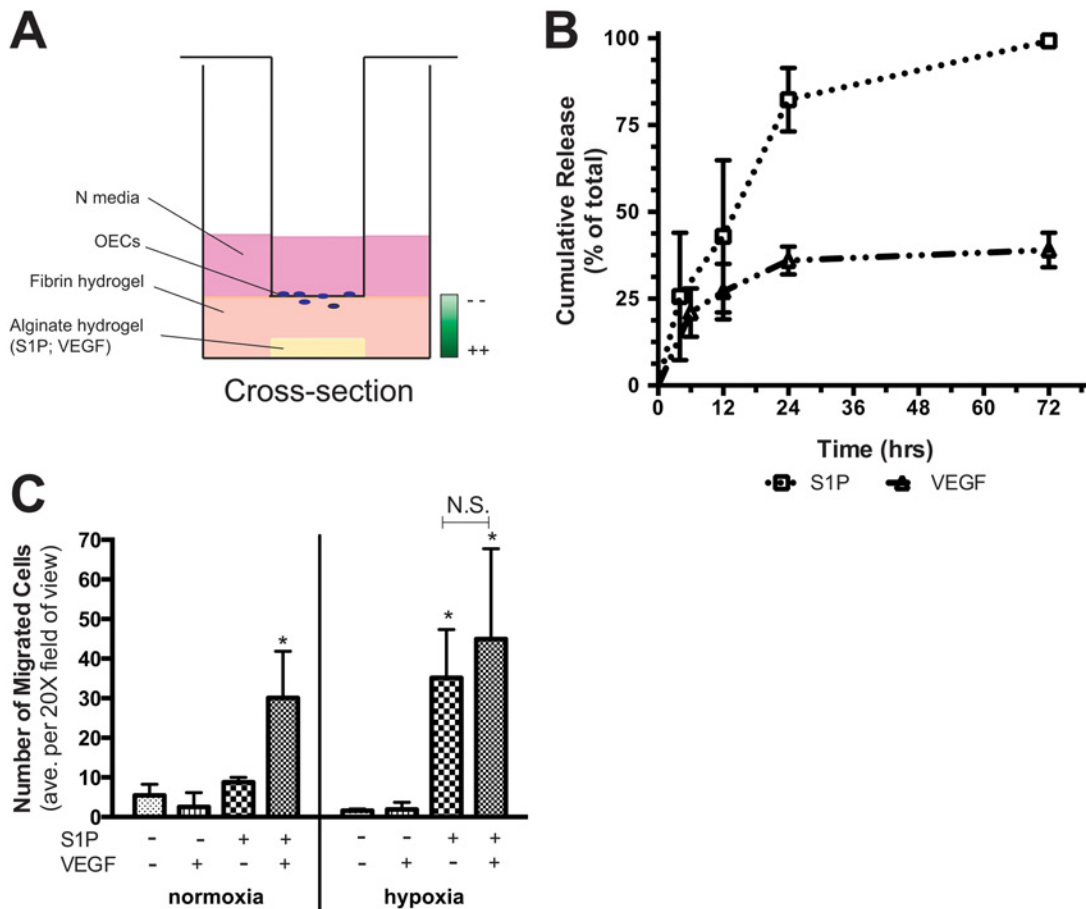 A
N media
OECs
Fibrin hydrogel
Alginate hydrogel
(S1P; VEGF)
- -
++
Cross-section
B
Cumulative Release
(% of total)
100
75
50
25
0
0 12 24 36 48 60 72
Time (hrs)
S1P VEGF
C
Number of Migrated Cells
(ave. per 20X field of view)
70
60
50
40
30
20
10
0
N.S.
* * *
S1P - - + + - - + +
VEGF - + - + - + - +
normoxia hypoxia